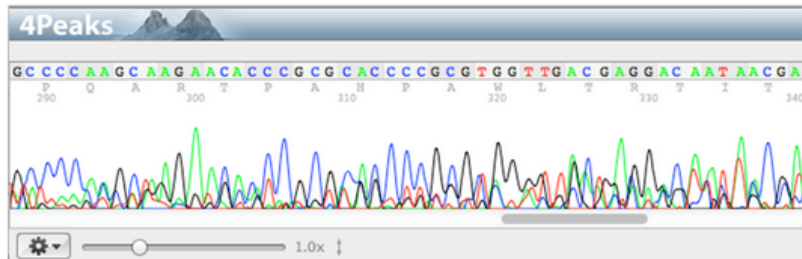 4Peaks
GCCCCAAGCAAGAACACCCGCGCACCCCGCGTGGTTGACGAGGACAATAACGA
P Q A R T P A H P A W L T R T I T
290 300 310 320 330 340
1.0x